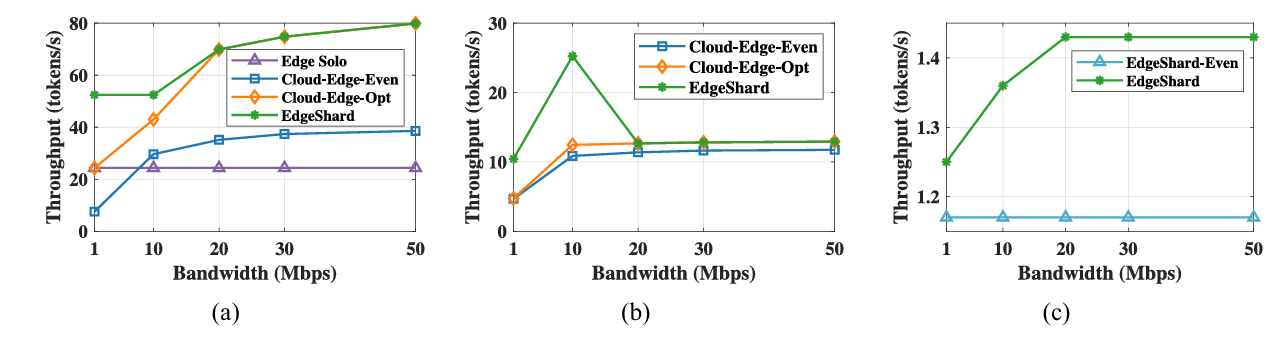 Throughput (tokens/s)
80
60
40
20
0
Edge Solo
Cloud-Edge-Even
Cloud-Edge-Opt
EdgeShard
1 10 20 30 50
Bandwidth (Mbps)
(a)
Throughput (tokens/s)
30
20
10
0
Cloud-Edge-Even
Cloud-Edge-Opt
EdgeShard
1 10 20 30 50
Bandwidth (Mbps)
(b)
Throughput (tokens/s)
1.4
1.3
1.2
EdgeShard-Even
EdgeShard
1 10 20 30 50
Bandwidth (Mbps)
(c)